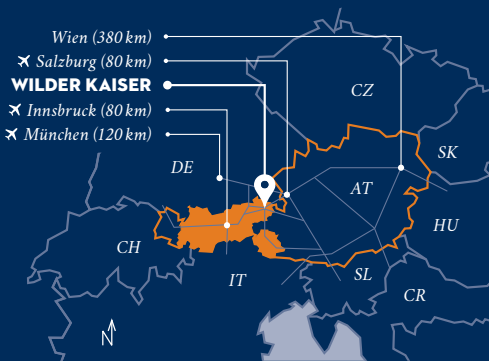 Wien (380 km)
Salzburg (80 km)
WILDER KAISER
Innsbruck (80 km)
München (120 km)
CZ
SK
DE
AT
HU
CH
IT
SL
CR
N